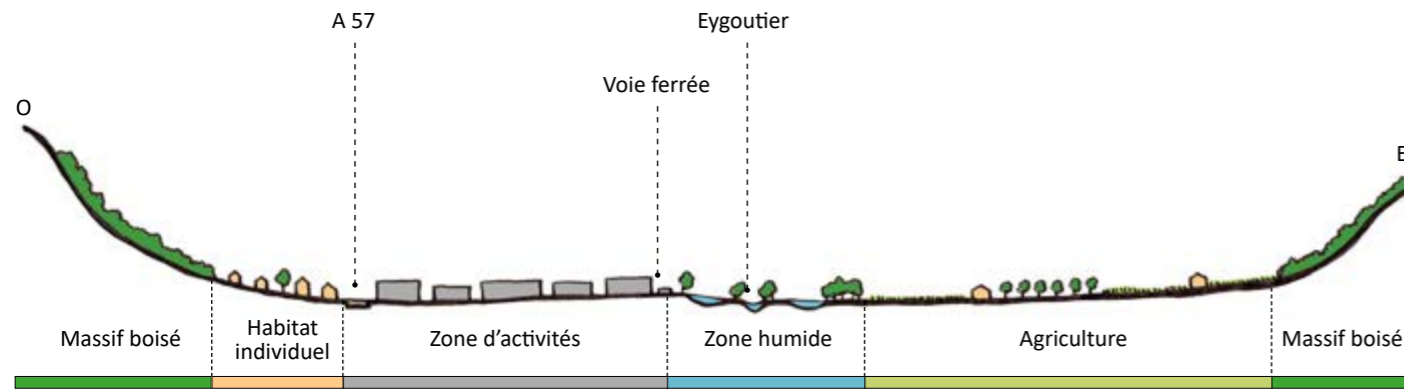 A 57
Eygoutier
Voie ferrée
O
E
Massif boisé
Habitat
individuel
Zone d'activités
Zone humide
Agriculture
Massif boisé